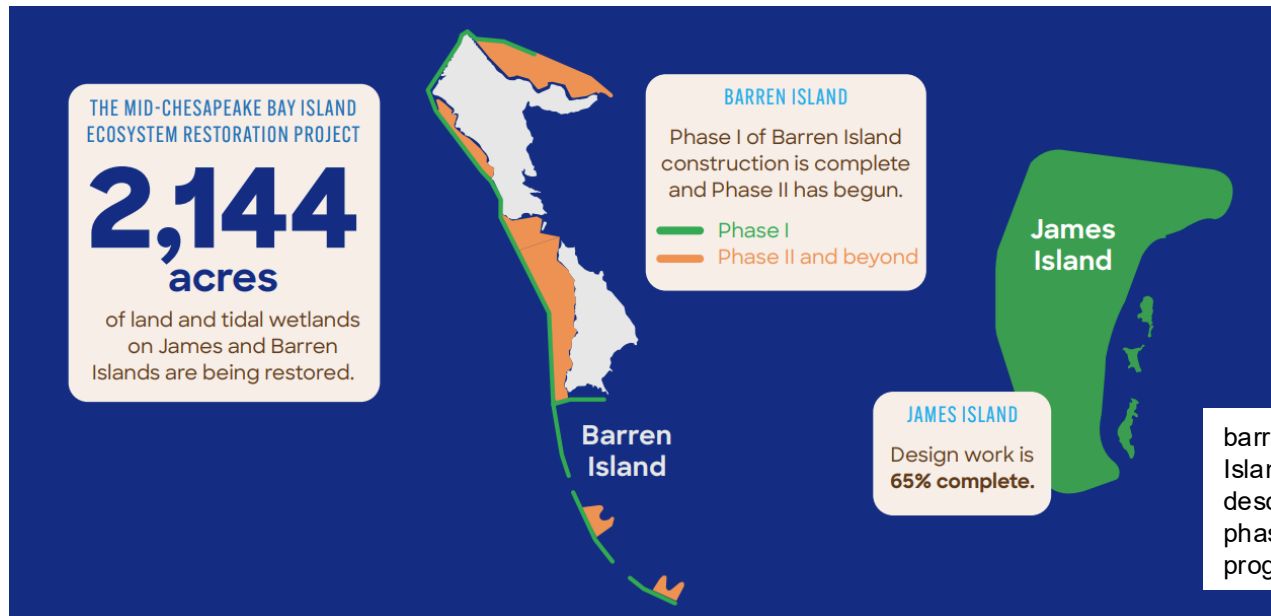 THE MID-CHESAPEAKE BAY ISLAND
ECOSYSTEM RESTORATION PROJECT
2,144
acres
of land and tidal wetlands
on James and Barren
Islands are being restored.
BARREN ISLAND
Phase I of Barren Island
construction is complete
and Phase II has begun.
Phase I
Phase II and beyond
Barren
Island
James
Island
JAMES ISLAND
Design work is
65% complete.